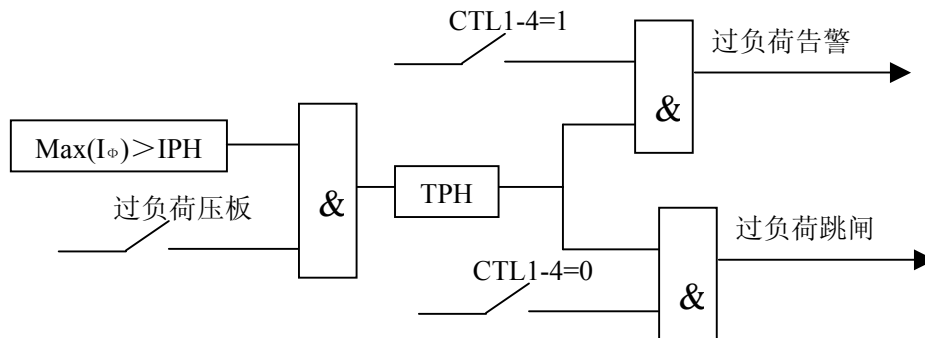 CTL1-4=1
过负荷告警
&
Max(IΦ)＞IPH
&
TPH
过负荷压板
过负荷跳闸
CTL1-4=0
&